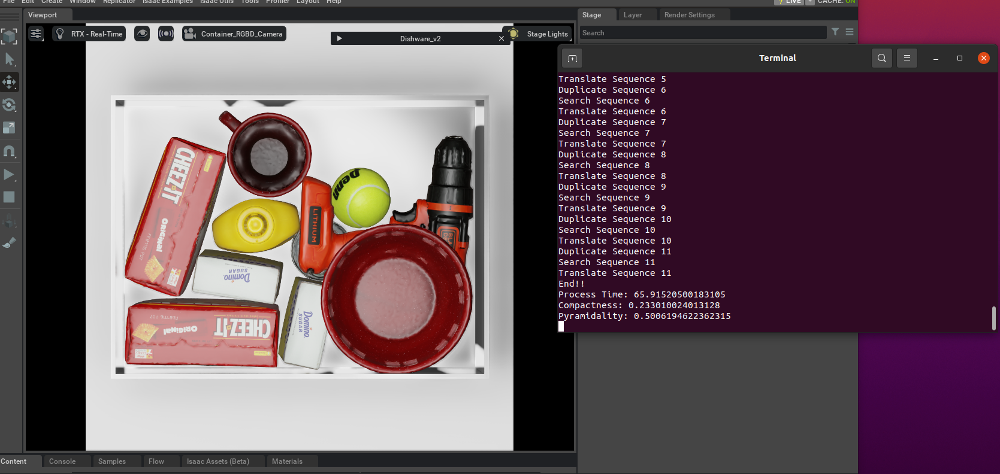 File Edit Create Window Replicator Isaac Examples Isaac Utils Tools Profiler Layout Help
LIVE CACHE: ON
Viewport
Stage Layer Render Settings
RTX - Real-Time
Container_RGBD_Camera
Dishware_v2
Stage Lights
Search
Terminal
Translate Sequence 5
Duplicate Sequence 6
Search Sequence 6
Translate Sequence 6
Duplicate Sequence 7
Search Sequence 7
Translate Sequence 7
Duplicate Sequence 8
Search Sequence 8
Translate Sequence 8
Duplicate Sequence 9
Search Sequence 9
Translate Sequence 9
Duplicate Sequence 10
Search Sequence 10
Translate Sequence 10
Duplicate Sequence 11
Search Sequence 11
Translate Sequence 11
End!!
Process Time: 65.91520500183105
Compactness: 0.233010024013128
Pyramidality: 0.5006194622362315
CHEEZ-IT
ORiGiNAL
Penn
LITHIUM
Domino
SUGAR
CHEEZ-IT
ORiGiNAL
Domino
SUGAR
Content Console Samples Flow Isaac Assets (Beta) Materials